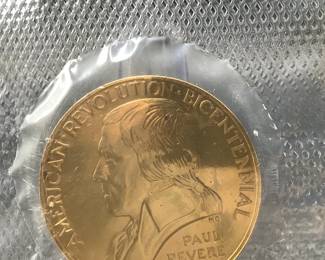 AMERICAN · REVOLUTION · BICENTENNIAL
PAUL
REVERE